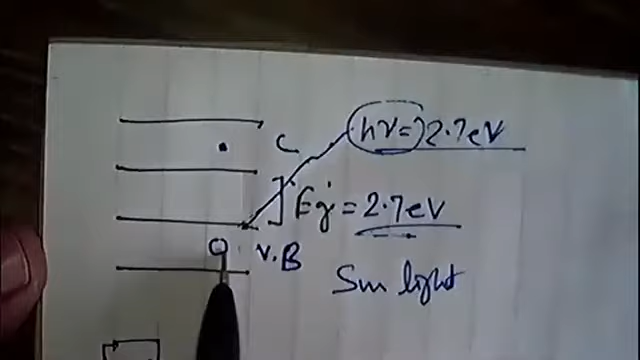 hν = 2.7eV
C
Eg = 2.7eV
V.B
Sun light